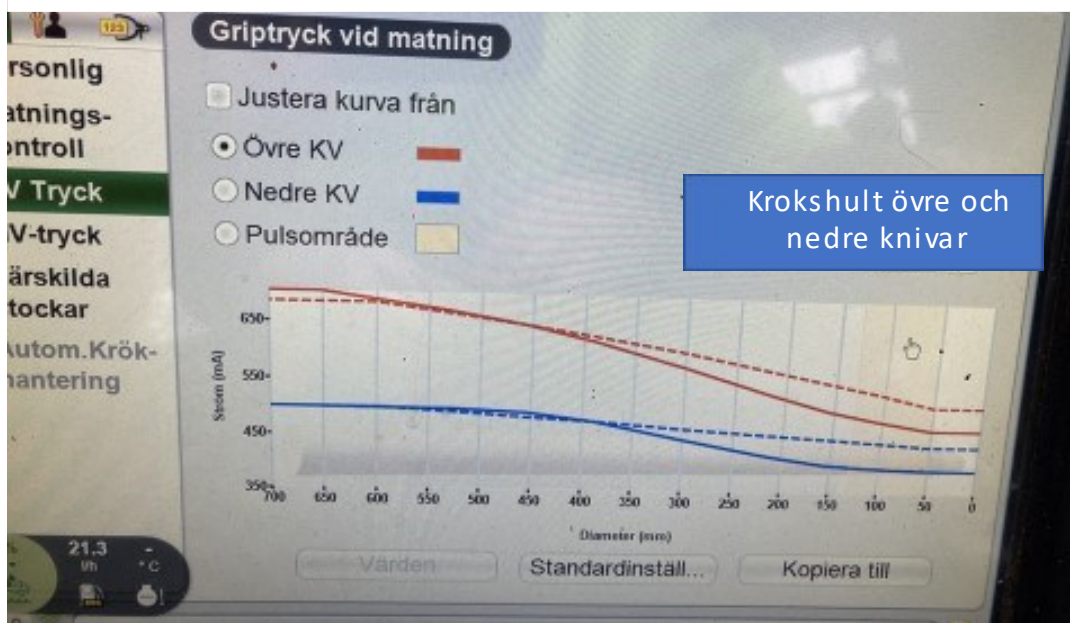 123
Griptryck vid matning
rsonlig
atnings-
ontroll
V Tryck
V-tryck
ärskilda
tockar
Autom.Krök-
hantering
Justera kurva från
Övre KV
Nedre KV
Pulsområde
Krokshult övre och
nedre knivar
Ström (mA)
650-
550-
450-
350-
700 650 600 550 500 450 400 350 300 250 200 150 100 50 0
Diameter (mm)
Värden
Standardinställ...
Kopiera till
21.3 -
l/h °C